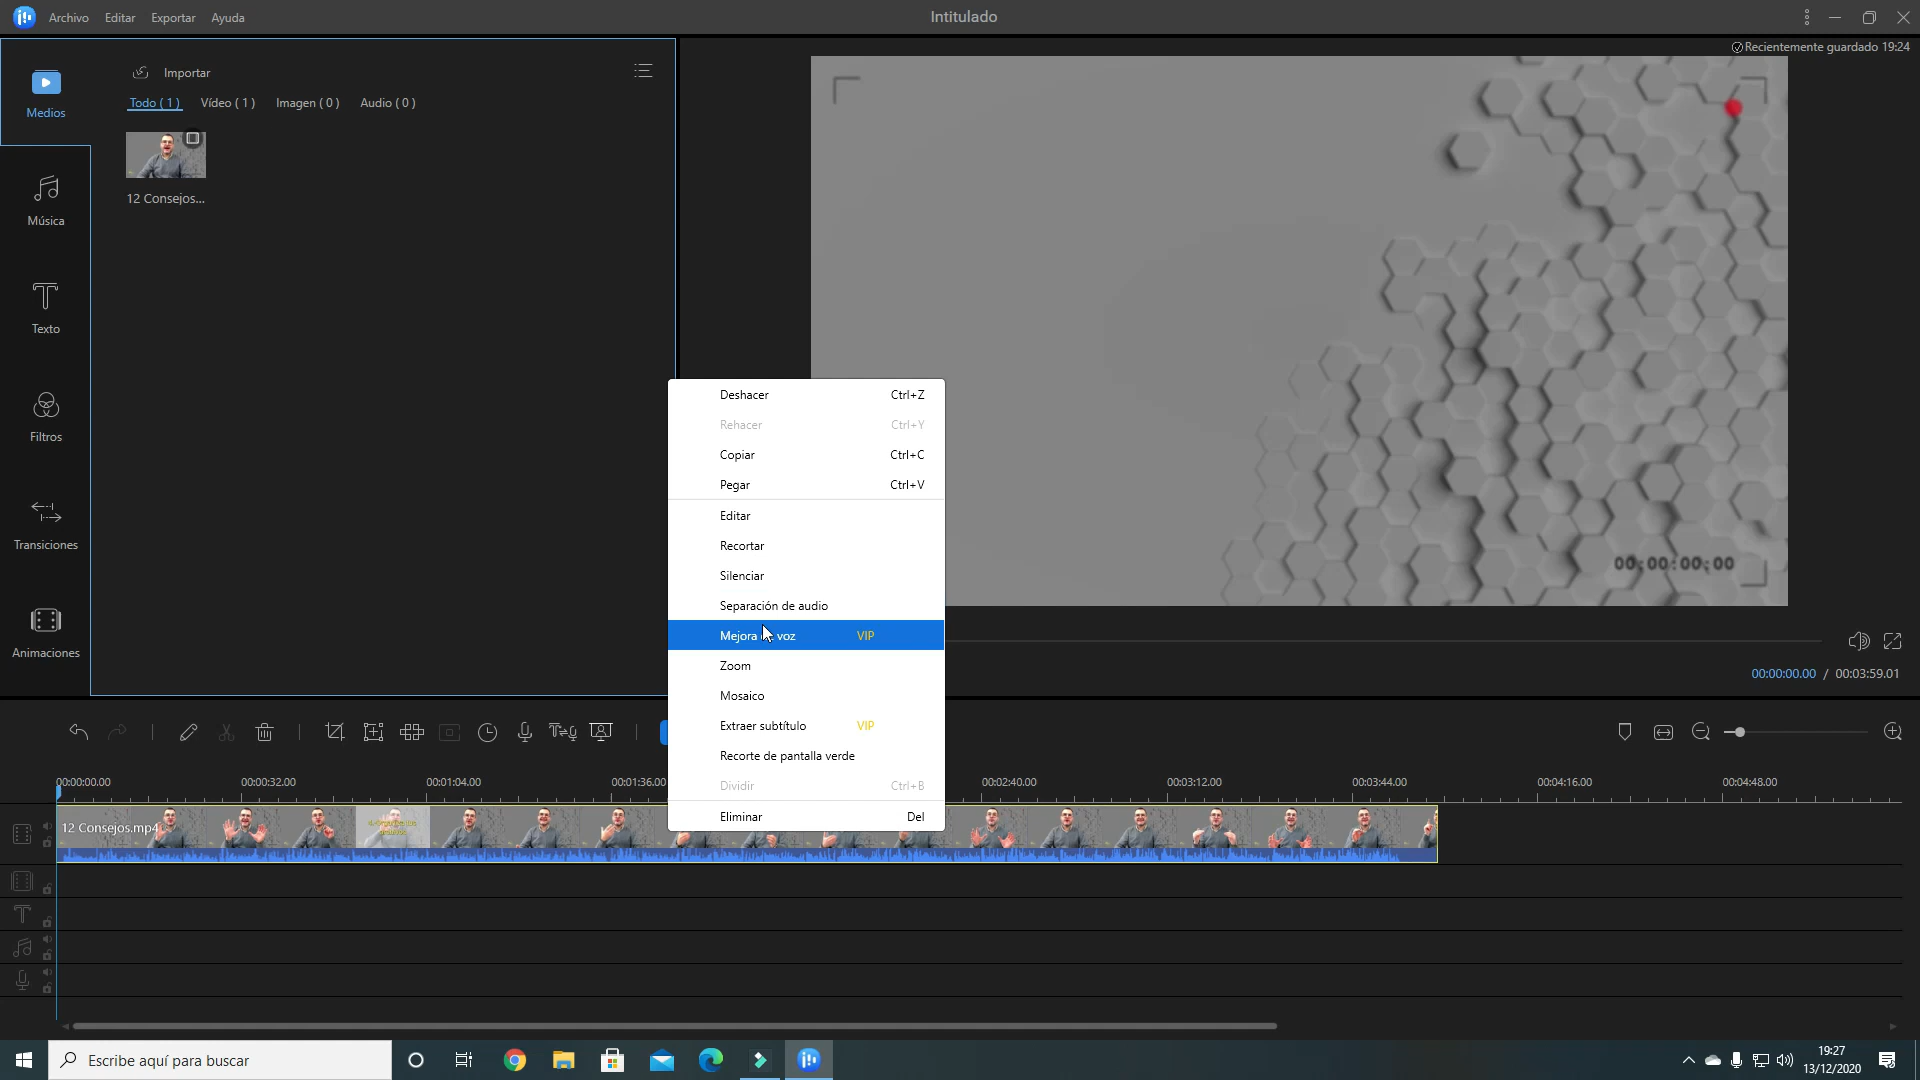 Archivo Editar Exportar Ayuda
Intitulado
Recientemente guardado 19:24
Medios
Importar
Todo ( 1 ) Vídeo ( 1 ) Imagen ( 0 ) Audio ( 0 )
12 Consejos...
Música
Texto
Filtros
Transiciones
Animaciones
00:00:00:00
00:00:00.00 / 00:03:59.01
Deshacer Ctrl+Z
Rehacer Ctrl+Y
Copiar Ctrl+C
Pegar Ctrl+V
Editar
Recortar
Silenciar
Separación de audio
Mejora voz VIP
Zoom
Mosaico
Extraer subtítulo VIP
Recorte de pantalla verde
Dividir Ctrl+B
Eliminar Del
00:00:00.00 00:00:32.00 00:01:04.00 00:01:36.00 00:02:40.00 00:03:12.00 00:03:44.00 00:04:16.00 00:04:48.00
12 Consejos.mp4
Escribe aquí para buscar
19:27
13/12/2020